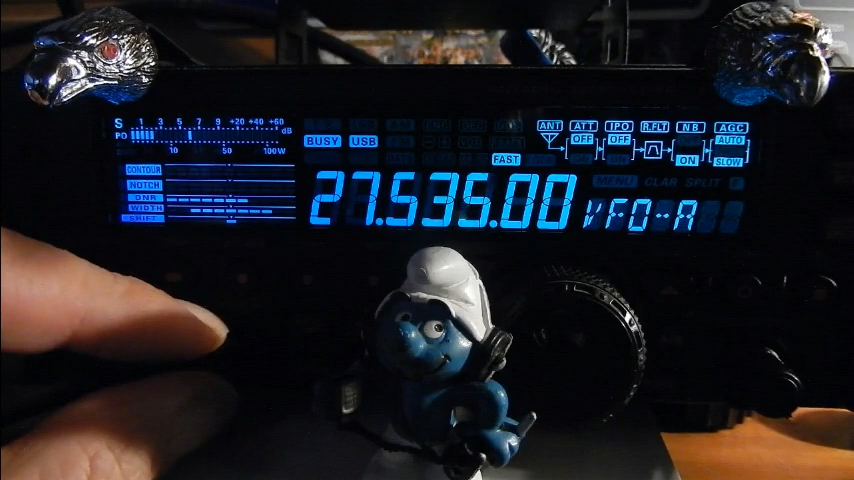 S 1 3 5 7 9 +20 +40 +60 dB
PO
10 50 100W
BUSY USB
FAST
ANT ATT IPO R.FLT NB AGC
OFF OFF AUTO
ON SLOW
CONTOUR
NOTCH
DNR
WIDTH
SHIFT
MENU CLAR SPLIT
27.535.00 VFO-A